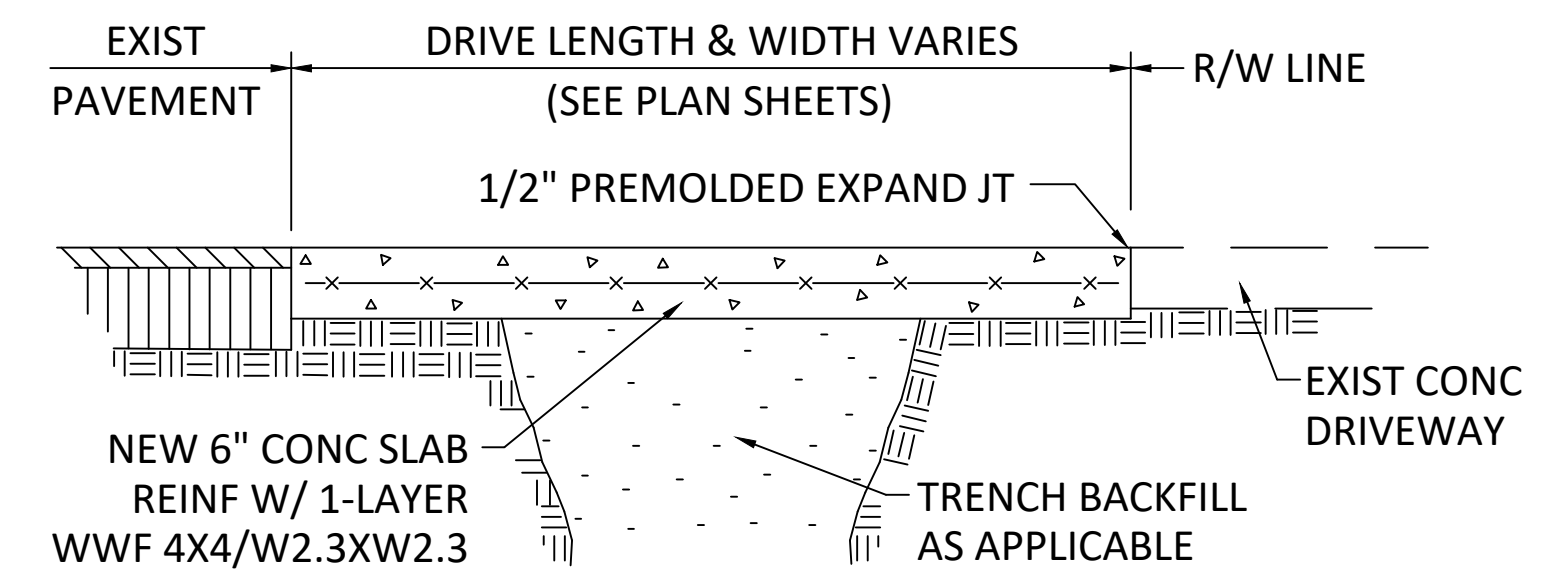 EXIST
PAVEMENT
DRIVE LENGTH & WIDTH VARIES
(SEE PLAN SHEETS)
R/W LINE
1/2" PREMOLDED EXPAND JT
NEW 6" CONC SLAB
REINF W/ 1-LAYER
WWF 4X4/W2.3XW2.3
TRENCH BACKFILL
AS APPLICABLE
EXIST CONC
DRIVEWAY